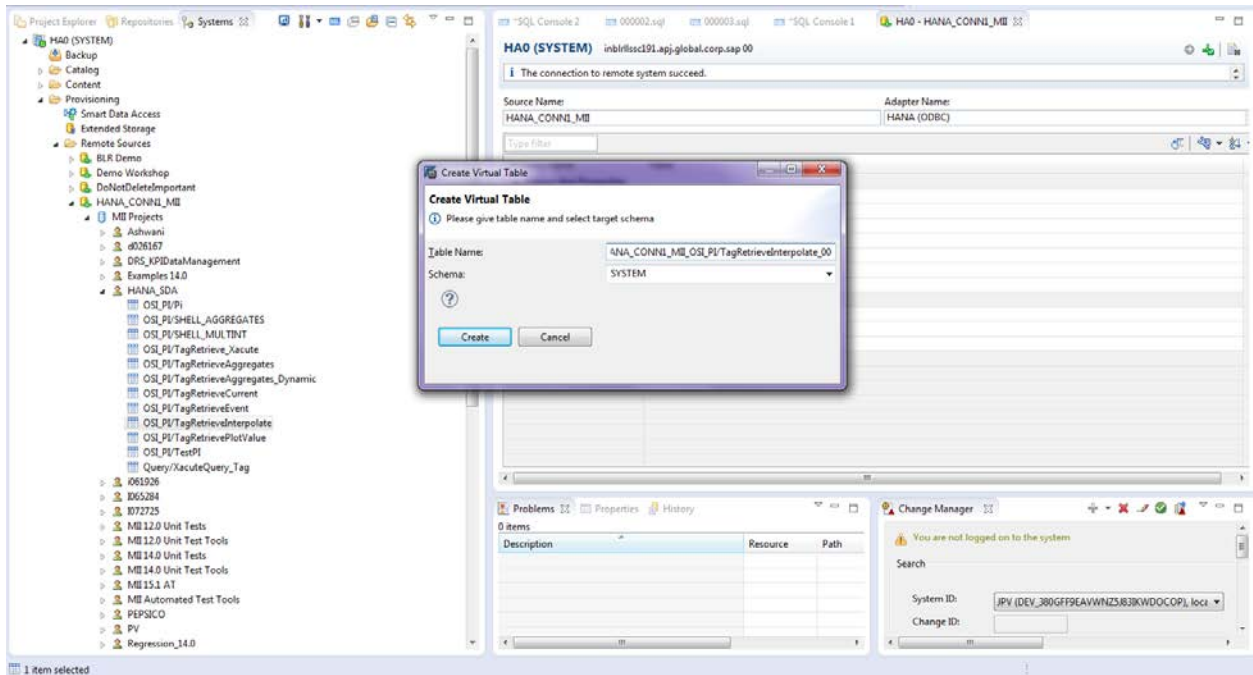 Project Explorer Repositories Systems
HA0 (SYSTEM)
Backup
Catalog
Content
Provisioning
Smart Data Access
Extended Storage
Remote Sources
BLR Demo
Demo Workshop
DoNotDeleteImportant
HANA_CONN1_MII
MII Projects
Ashwani
d026167
DRS_KPIDataManagement
Examples 14.0
HANA_SDA
OSI_PI/Pi
OSI_PI/SHELL_AGGREGATES
OSI_PI/SHELL_MULTINT
OSI_PI/TagRetrieve_Xacute
OSI_PI/TagRetrieveAggregates
OSI_PI/TagRetrieveAggregates_Dynamic
OSI_PI/TagRetrieveCurrent
OSI_PI/TagRetrieveEvent
OSI_PI/TagRetrieveInterpolate
OSI_PI/TagRetrievePlotValue
OSI_PI/TestPI
Query/XacuteQuery_Tag
i061926
I065284
I072725
MII 12.0 Unit Tests
MII 12.0 Unit Test Tools
MII 14.0 Unit Tests
MII 14.0 Unit Test Tools
MII 15.1 AT
MII Automated Test Tools
PEPSICO
PV
Regression_14.0
1 item selected
*SQL Console 2 000002.sql 000003.sql *SQL Console 1 HA0 - HANA_CONN1_MII
HA0 (SYSTEM) inblrllssc191.apj.global.corp.sap 00
The connection to remote system succeed.
Source Name: Adapter Name:
HANA_CONN1_MII HANA (ODBC)
Type filter
Create Virtual Table
Create Virtual Table
Please give table name and select target schema
Table Name: ANA_CONN1_MII_OSI_PI/TagRetrieveInterpolate_00
Schema: SYSTEM
Create Cancel
Problems Properties History
0 items
Description Resource Path
Change Manager
You are not logged on to the system
Search
System ID:
Change ID: